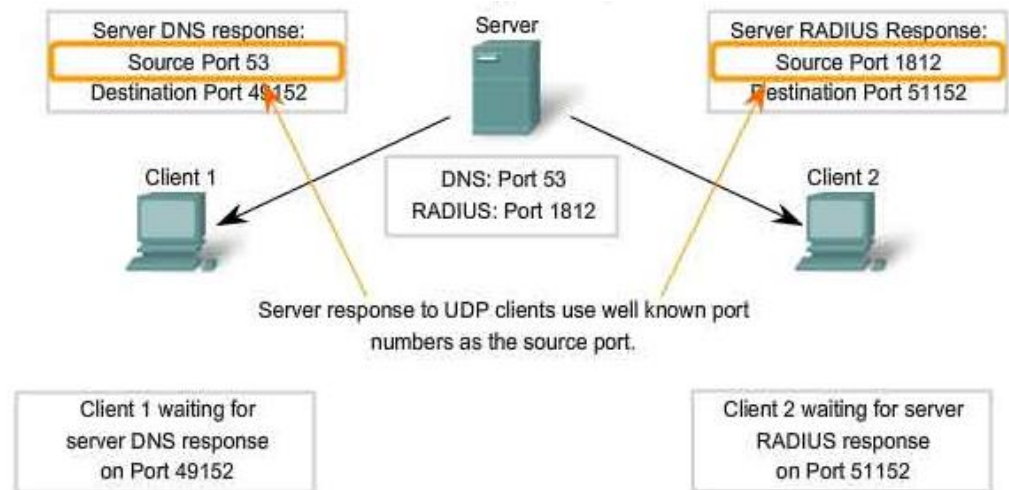 Server DNS response:
Source Port 53
Destination Port 49152
Server
Server RADIUS Response:
Source Port 1812
Destination Port 51152
Client 1
DNS: Port 53
RADIUS: Port 1812
Client 2
Server response to UDP clients use well known port
numbers as the source port.
Client 1 waiting for
server DNS response
on Port 49152
Client 2 waiting for server
RADIUS response
on Port 51152